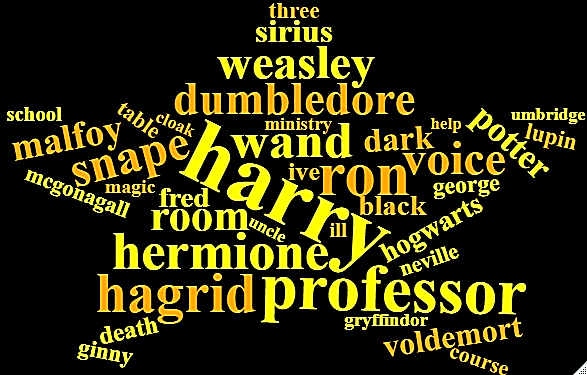 three
sirius
weasley
dumbledore
school
table
cloak
ministry
help
potter
umbridge
malfoy
snape
harry
wand
dark
voice
lupin
mcgonagall
magic
fred
ive
ron
george
black
room
uncle
ill
hogwarts
hermione
neville
hagrid
professor
gryffindor
death
ginny
voldemort
course